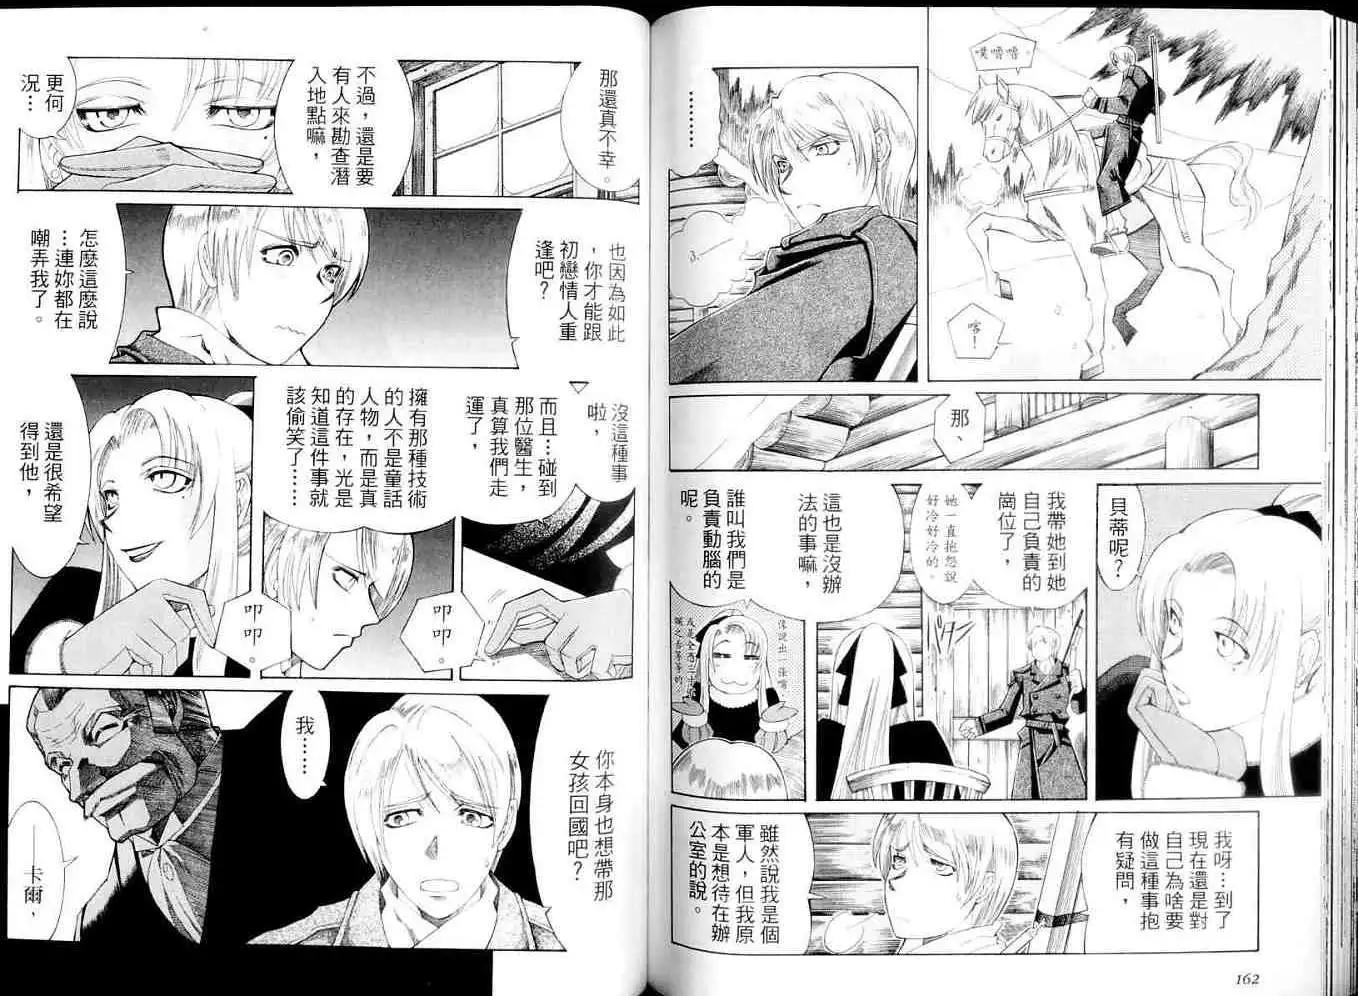 噗嚕嚕。
喀！
………
那、
貝蒂呢？
我帶她到她
自己負責的
崗位了，
她一直抱怨說
好冷好冷的。
這也是沒辦
法的事嘛，
誰叫我們是
負責動腦的
呢。
我呀…到了
現在還是對
自己為啥要
做這種事抱
有疑問，
雖然說我是個
軍人，但我原
本是想待在辦
公室的說。
162
那還真不幸。
不過，還是要
有人來勘查潛
入地點嘛，
更何
況…
也因為如此
，你才能跟
初戀情人重
逢吧？
怎麼這麼說
…連妳都在
嘲弄我了。
沒這種事
啦，
而且…碰到
那位醫生，
真算我們走
運了，
擁有那種技術
的人不是童話
人物，而是真
的存在，光是
知道這件事就
該偷笑了……
叩叩。
叩叩。
還是很希望
得到他，
你本身也想帶那
女孩回國吧？
我……
——卡爾，